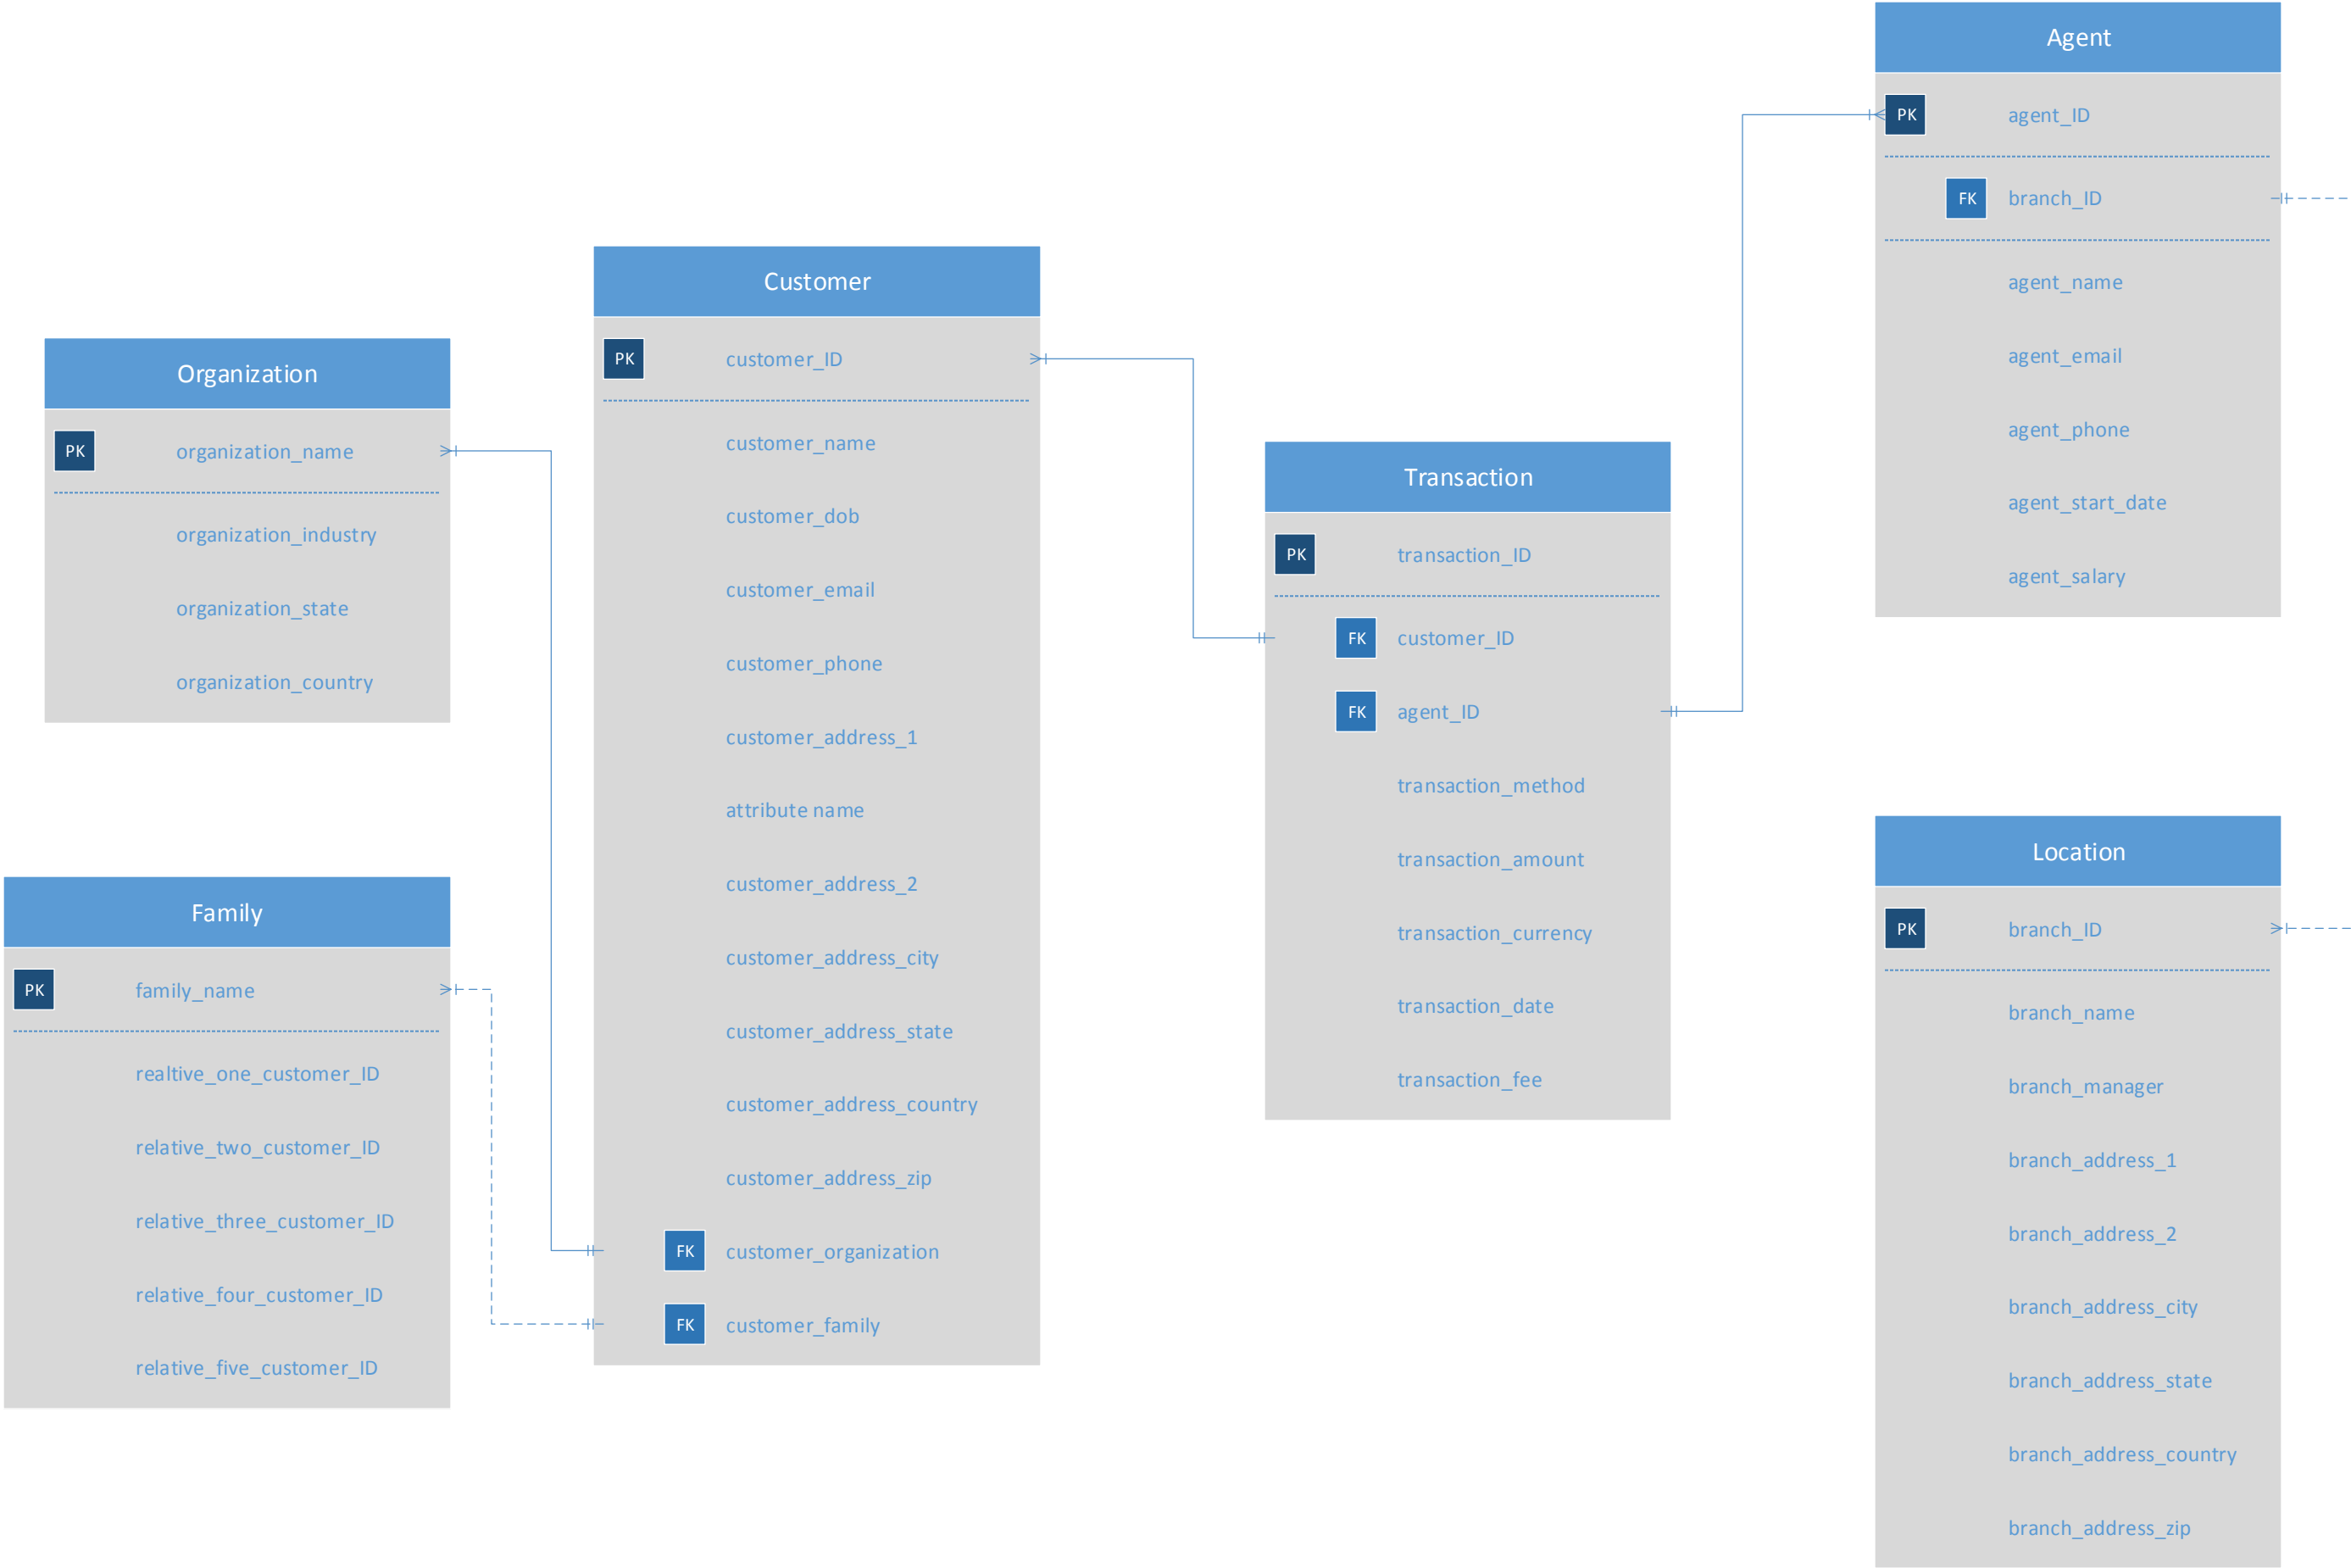 Organization
PK organization_name
organization_industry
organization_state
organization_country
Family
PK family_name
realtive_one_customer_ID
relative_two_customer_ID
relative_three_customer_ID
relative_four_customer_ID
relative_five_customer_ID
Customer
PK customer_ID
customer_name
customer_dob
customer_email
customer_phone
customer_address_1
attribute name
customer_address_2
customer_address_city
customer_address_state
customer_address_country
customer_address_zip
FK customer_organization
FK customer_family
Transaction
PK transaction_ID
FK customer_ID
FK agent_ID
transaction_method
transaction_amount
transaction_currency
transaction_date
transaction_fee
Agent
PK agent_ID
FK branch_ID
agent_name
agent_email
agent_phone
agent_start_date
agent_salary
Location
PK branch_ID
branch_name
branch_manager
branch_address_1
branch_address_2
branch_address_city
branch_address_state
branch_address_country
branch_address_zip